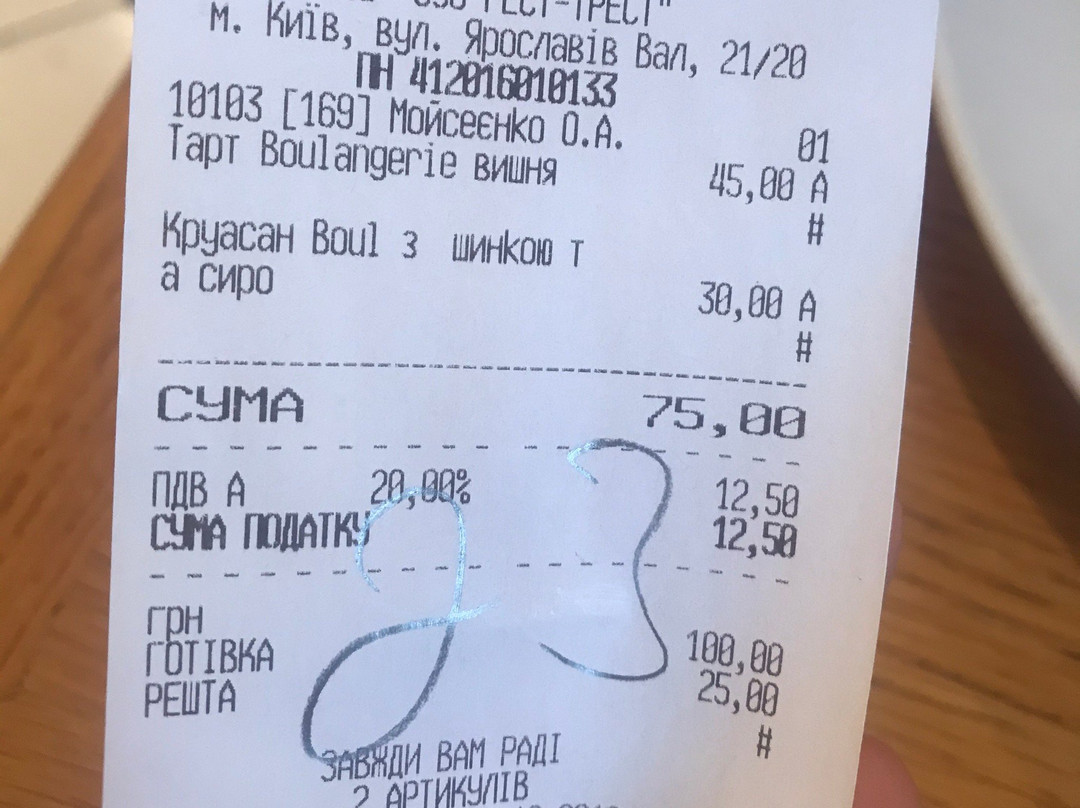 м. Київ, вул. Ярославів Вал, 21/20
ПН 412016010133
10103 [169] Мойсеєнко О.А. 01
Тарт Boulangerie вишня 45,00 А
#
Круасан Boul з шинкою т
а сиро 30,00 А
#
СУМА 75,00
ПДВ А 20,00% 12,50
СУМА ПОДАТКУ 12,50
23
ГРН
ГОТІВКА 100,00
РЕШТА 25,00
#
ЗАВЖДИ ВАМ РАДІ
2 АРТИКУЛІВ